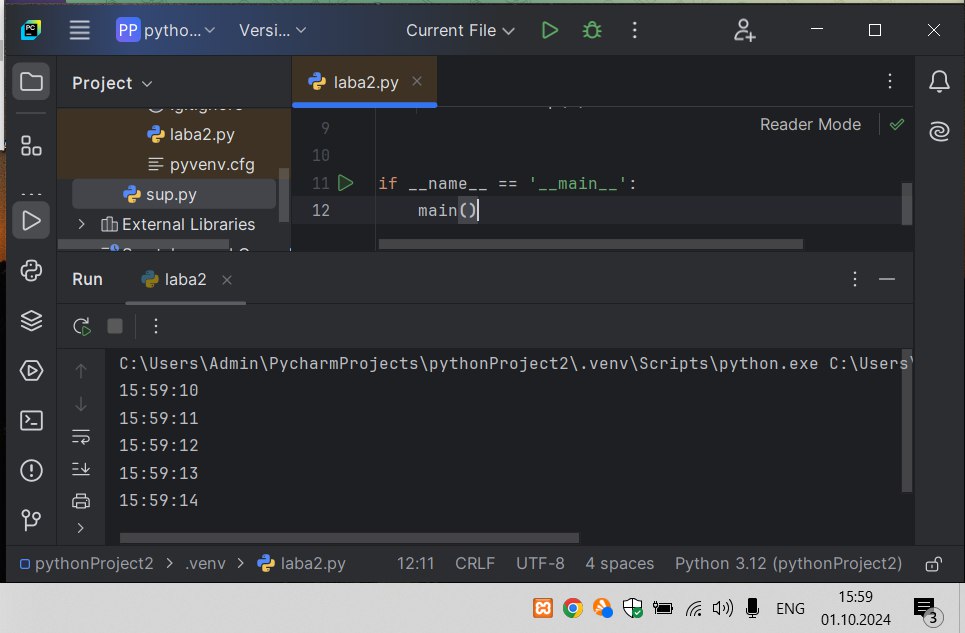 PP pytho... Versi... Current File
Project
laba2.py
laba2.py
pyvenv.cfg
sup.py
External Libraries
Reader Mode
9
10
11 if __name__ == '__main__':
12 main()
Run laba2
C:\Users\Admin\PycharmProjects\pythonProject2\.venv\Scripts\python.exe C:\Users\
15:59:10
15:59:11
15:59:12
15:59:13
15:59:14
pythonProject2 > .venv > laba2.py 12:11 CRLF UTF-8 4 spaces Python 3.12 (pythonProject2)
ENG
15:59
01.10.2024
3